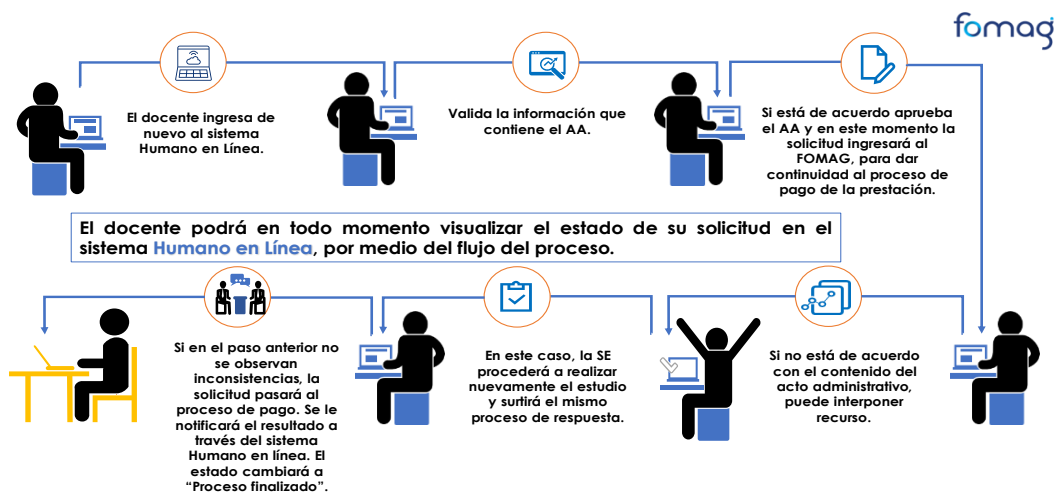 fomag
El docente ingresa de
nuevo al sistema
Humano en Línea.
Valida la información que
contiene el AA.
Si está de acuerdo aprueba
el AA y en este momento la
solicitud ingresará al
FOMAG, para dar
continuidad al proceso de
pago de la prestación.
El docente podrá en todo momento visualizar el estado de su solicitud en el
sistema Humano en Línea, por medio del flujo del proceso.
Si en el paso anterior no
se observan
inconsistencias, la
solicitud pasará al
proceso de pago. Se le
notificará el resultado a
través del sistema
Humano en línea. El
estado cambiará a
“Proceso finalizado”.
En este caso, la SE
procederá a realizar
nuevamente el estudio
y surtirá el mismo
proceso de respuesta.
Si no está de acuerdo
con el contenido del
acto administrativo,
puede interponer
recurso.